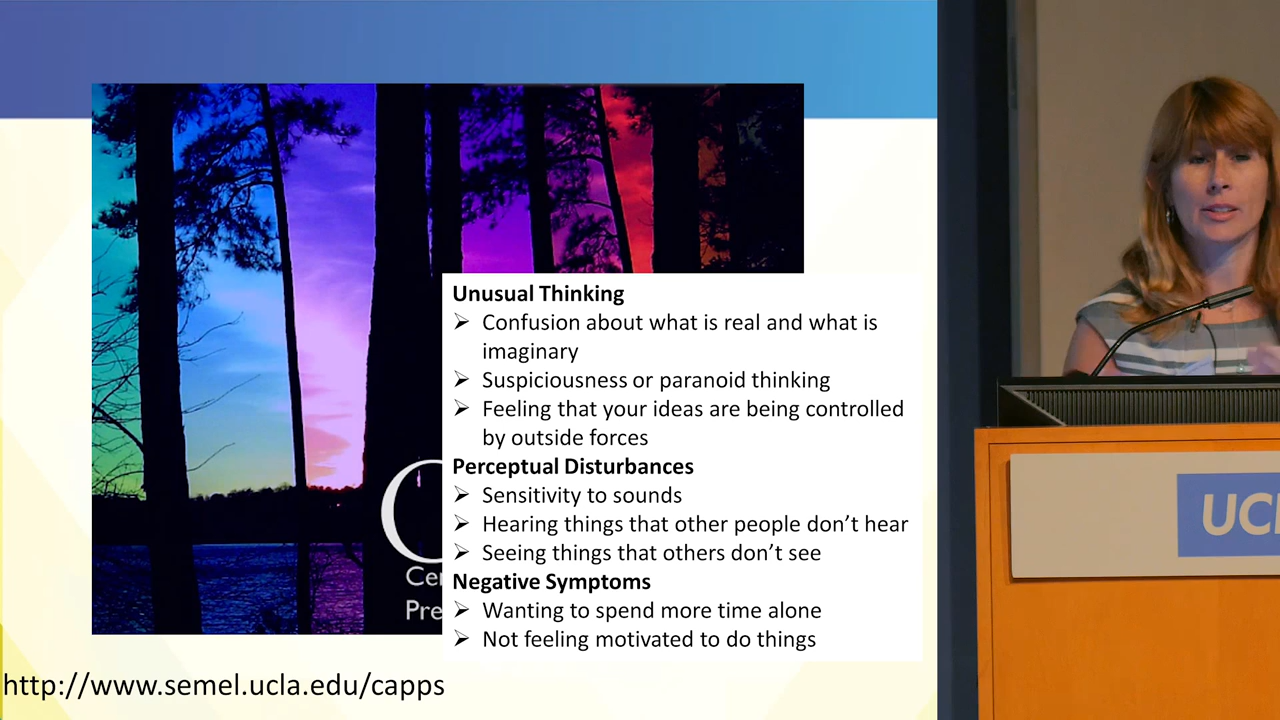 Unusual Thinking
➢ Confusion about what is real and what is
imaginary
➢ Suspiciousness or paranoid thinking
➢ Feeling that your ideas are being controlled
by outside forces
Perceptual Disturbances
➢ Sensitivity to sounds
➢ Hearing things that other people don’t hear
➢ Seeing things that others don’t see
Negative Symptoms
➢ Wanting to spend more time alone
➢ Not feeling motivated to do things
http://www.semel.ucla.edu/capps